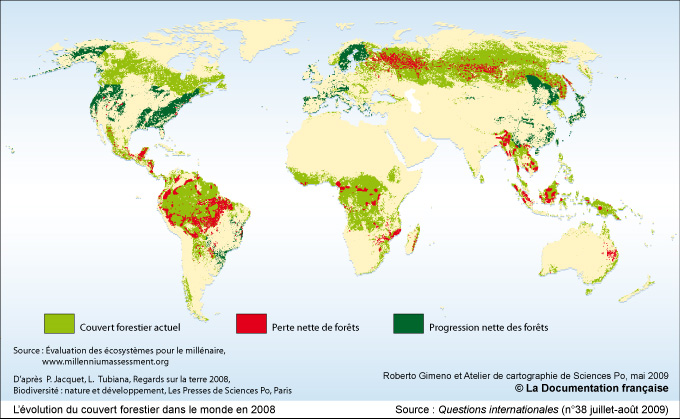 Couvert forestier actuel
Perte nette de forêts
Progression nette des forêts
Source : Évaluation des écosystèmes pour le millénaire,
www.millenniumassessment.org
D'après P. Jacquet, L. Tubiana, Regards sur la terre 2008,
Biodiversité : nature et développement, Les Presses de Sciences Po, Paris
Roberto Gimeno et Atelier de cartographie de Sciences Po, mai 2009
© La Documentation française
L'évolution du couvert forestier dans le monde en 2008
Source : Questions internationales (n°38 juillet-août 2009)